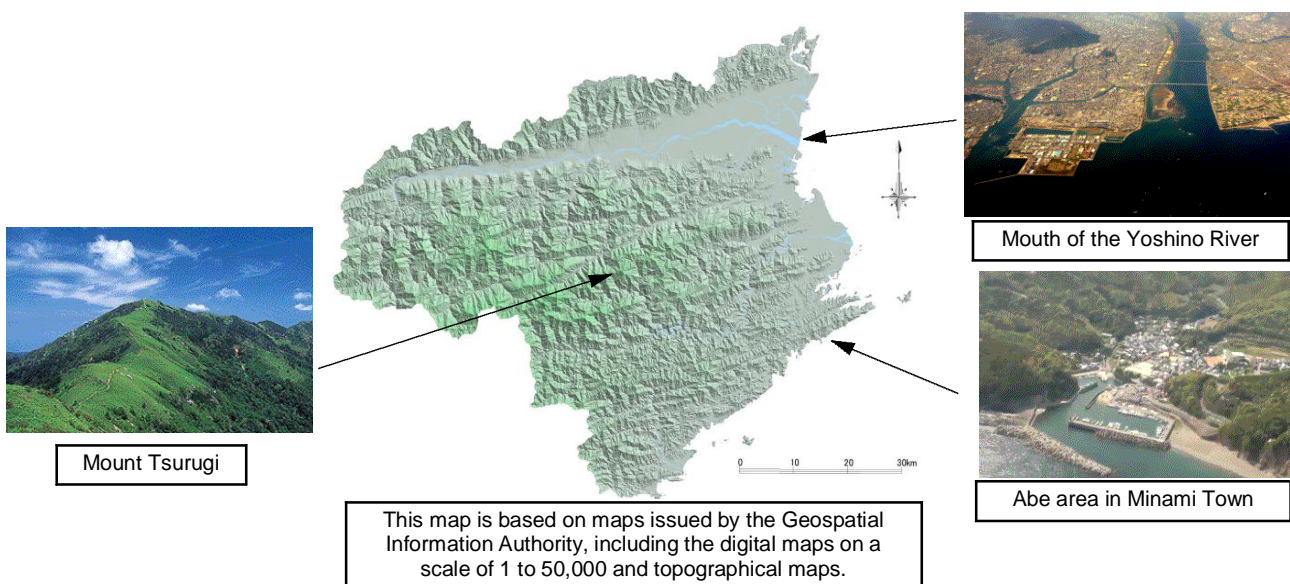 Mouth of the Yoshino River
Mount Tsurugi
0 10 20 30km
Abe area in Minami Town
This map is based on maps issued by the Geospatial
Information Authority, including the digital maps on a
scale of 1 to 50,000 and topographical maps.